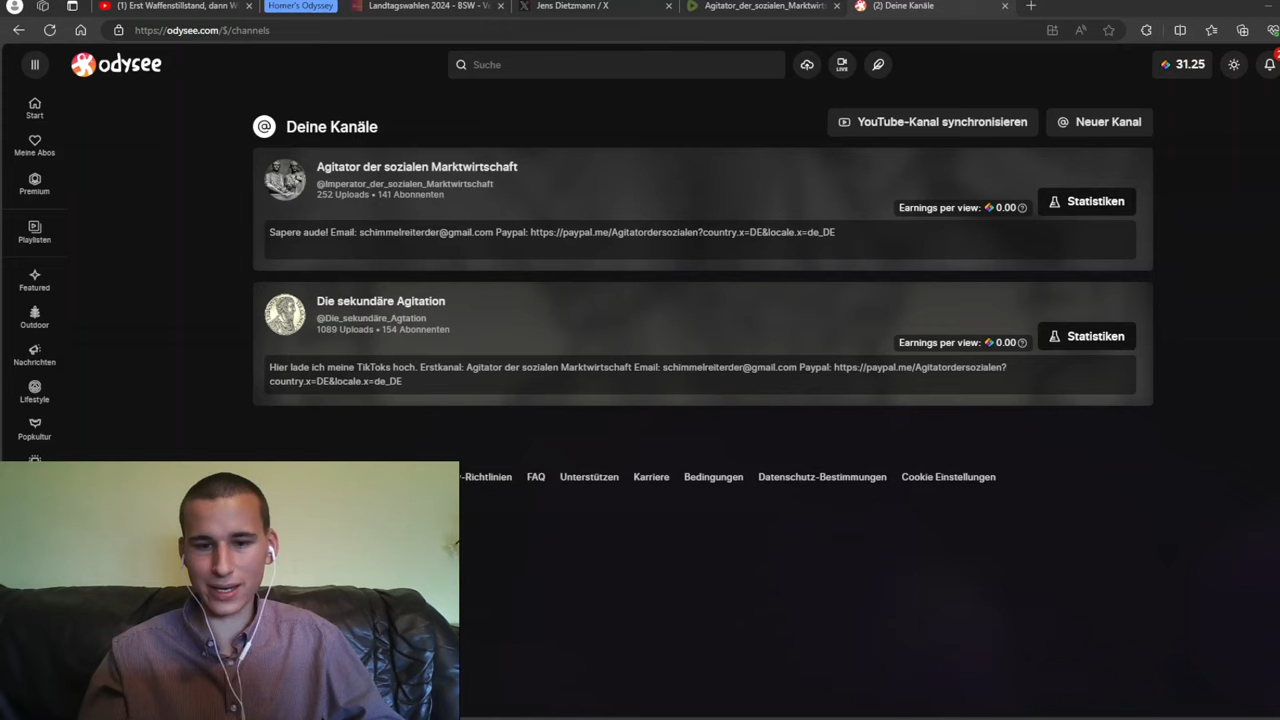 (1) Erst Waffenstillstand, dann W
Homer's Odyssey
Landtagswahlen 2024 - BSW - V
Jens Dietzmann / X
Agitator_der_sozialen_Marktwirts
(2) Deine Kanäle
https://odysee.com/$/channels
odysee
Suche
31.25
Start
Meine Abos
Premium
Playlisten
Featured
Outdoor
Nachrichten
Lifestyle
Popkultur
Deine Kanäle
YouTube-Kanal synchronisieren
Neuer Kanal
Agitator der sozialen Marktwirtschaft
@Imperator_der_sozialen_Marktwirtschaft
252 Uploads • 141 Abonnenten
Earnings per view: 0.00
Statistiken
Sapere aude! Email: schimmelreiterder@gmail.com Paypal: https://paypal.me/Agitatordersozialen?country.x=DE&locale.x=de_DE
Die sekundäre Agitation
@Die_sekundäre_Agtation
1089 Uploads • 154 Abonnenten
Earnings per view: 0.00
Statistiken
Hier lade ich meine TikToks hoch. Erstkanal: Agitator der sozialen Marktwirtschaft Email: schimmelreiterder@gmail.com Paypal: https://paypal.me/Agitatordersozialen?
country.x=DE&locale.x=de_DE
-Richtlinien FAQ Unterstützen Karriere Bedingungen Datenschutz-Bestimmungen Cookie Einstellungen